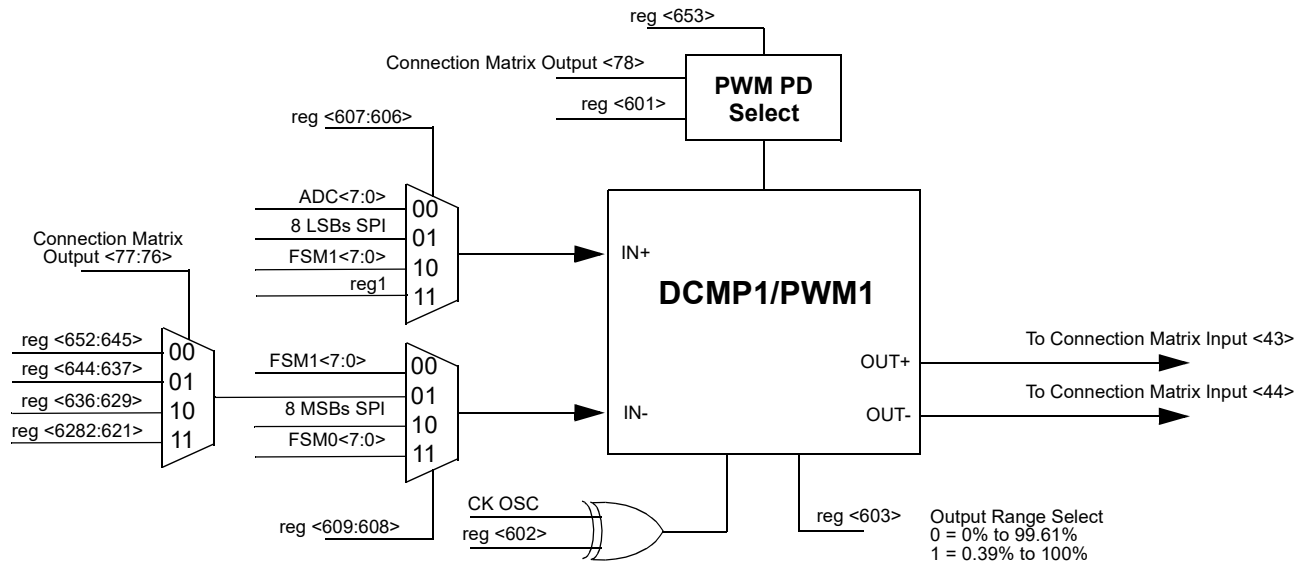 reg <653>
Connection Matrix Output <78>
reg <601>
PWM PD
Select
reg <607:606>
ADC<7:0>
8 LSBs SPI
FSM1<7:0>
reg1
00
01
10
11
Connection Matrix
Output <77:76>
reg <652:645>
reg <644:637>
reg <636:629>
reg <6282:621>
00
01
10
11
FSM1<7:0>
8 MSBs SPI
FSM0<7:0>
00
01
10
11
reg <609:608>
IN+
DCMP1/PWM1
IN-
OUT+
OUT-
To Connection Matrix Input <43>
To Connection Matrix Input <44>
CK OSC
reg <602>
reg <603>
Output Range Select
0 = 0% to 99.61%
1 = 0.39% to 100%